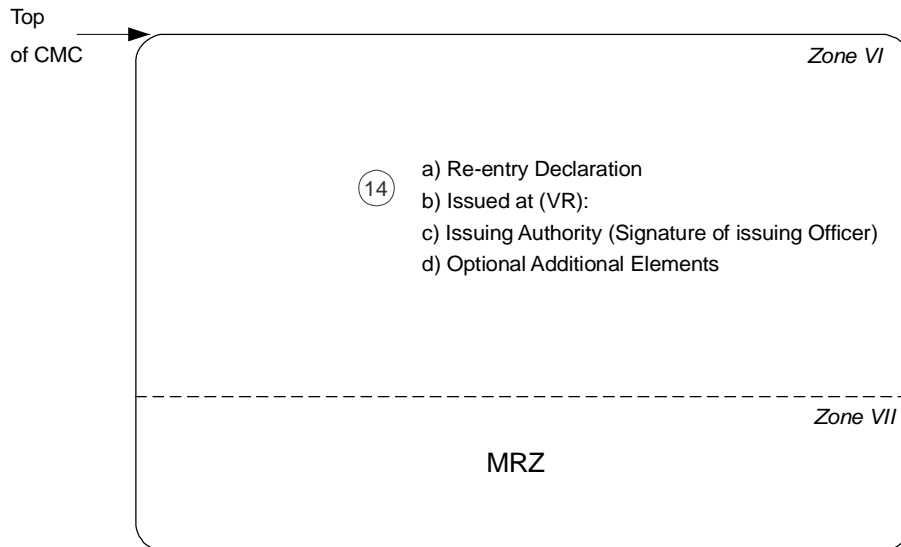 Top
of CMC
Zone VI
14
a) Re-entry Declaration
b) Issued at (VR):
c) Issuing Authority (Signature of issuing Officer)
d) Optional Additional Elements
Zone VII
MRZ